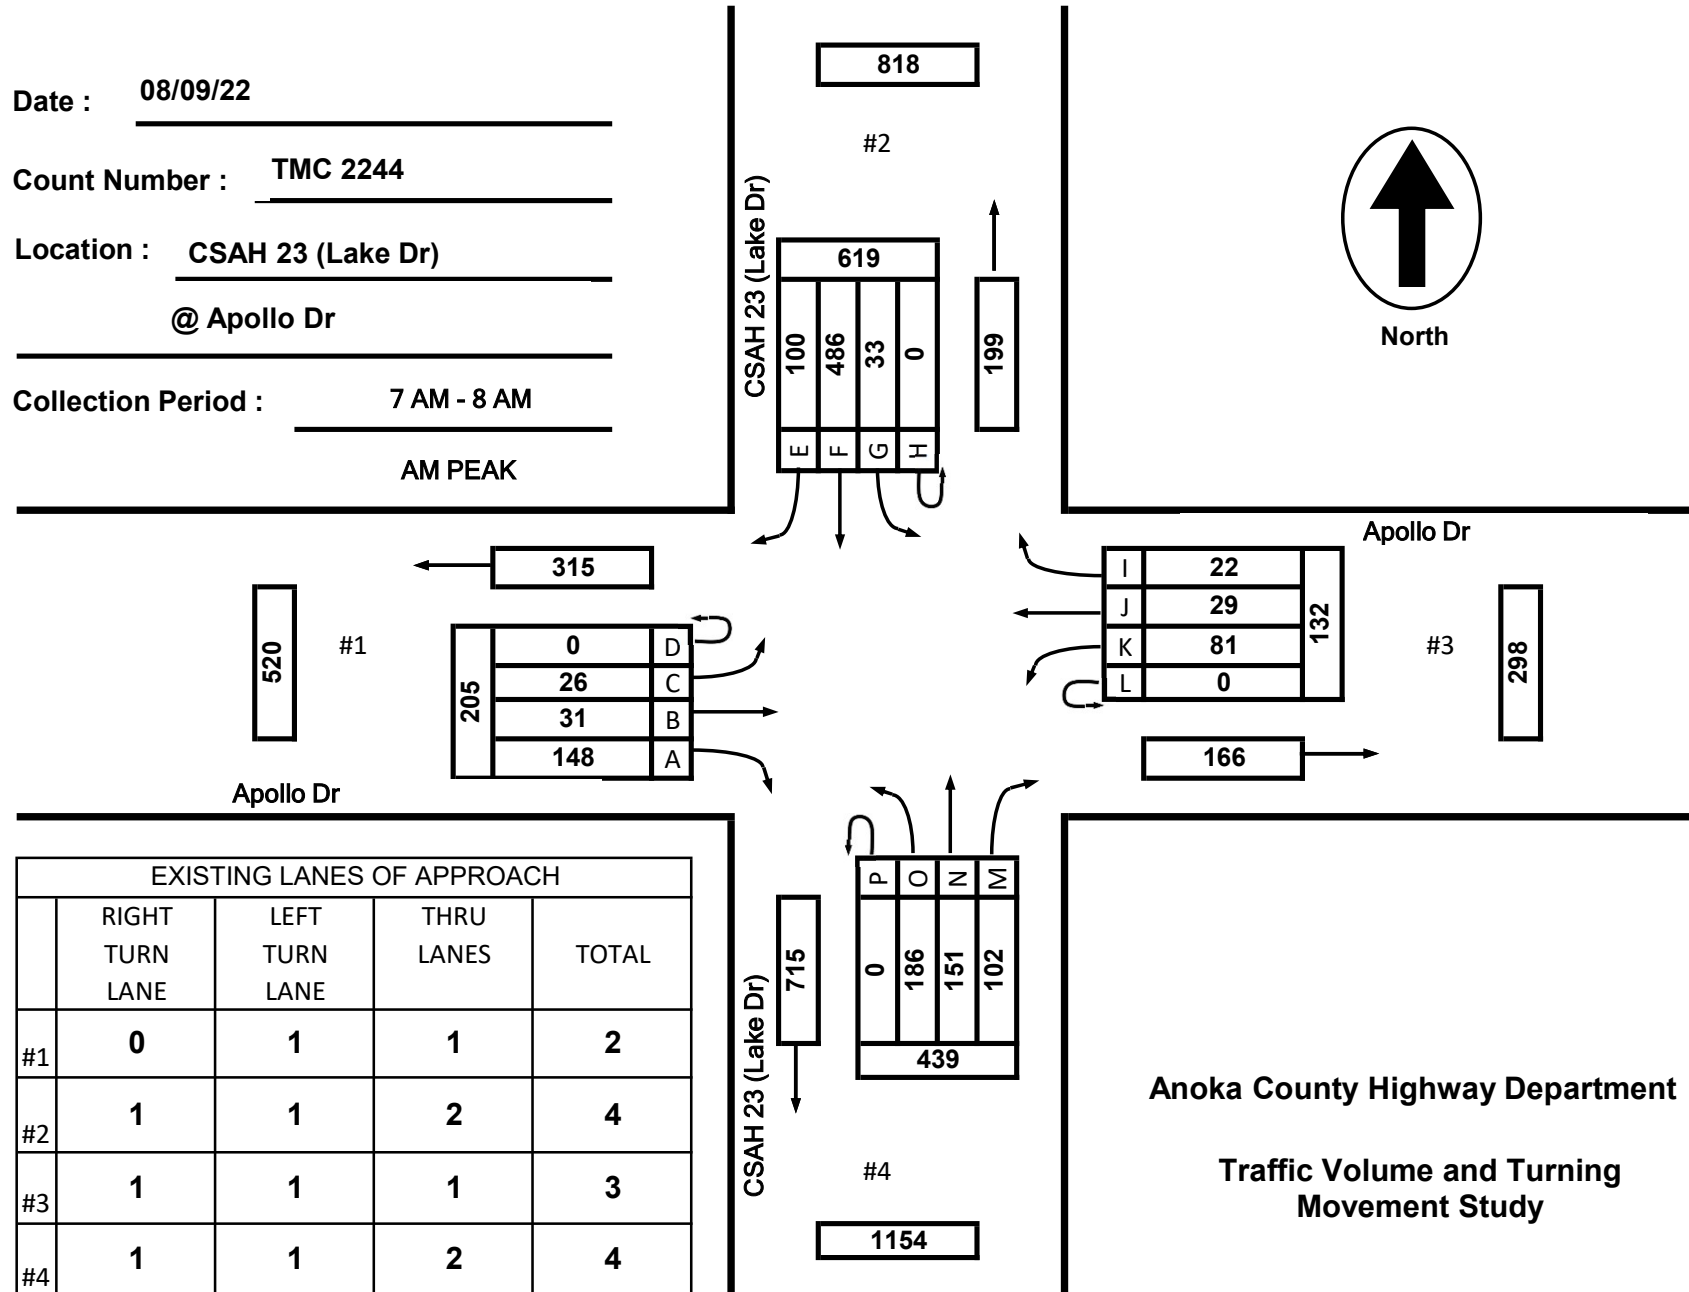 Date : 08/09/22
Count Number : TMC 2244
Location : CSAH 23 (Lake Dr)
@ Apollo Dr
Collection Period : 7 AM - 8 AM
AM PEAK
818
#2
CSAH 23 (Lake Dr)
619
100 486 33 0
E F G H
199
North
Apollo Dr
315
520
#1
205
0 D
26 C
31 B
148 A
Apollo Dr
I 22
J 29
K 81
L 0
132
#3
298
166
P O N M
0 186 151 102
439
715
CSAH 23 (Lake Dr)
#4
1154
EXISTING LANES OF APPROACH
RIGHT TURN LANE
LEFT TURN LANE
THRU LANES
TOTAL
#1 0 1 1 2
#2 1 1 2 4
#3 1 1 1 3
#4 1 1 2 4
Anoka County Highway Department
Traffic Volume and Turning
Movement Study